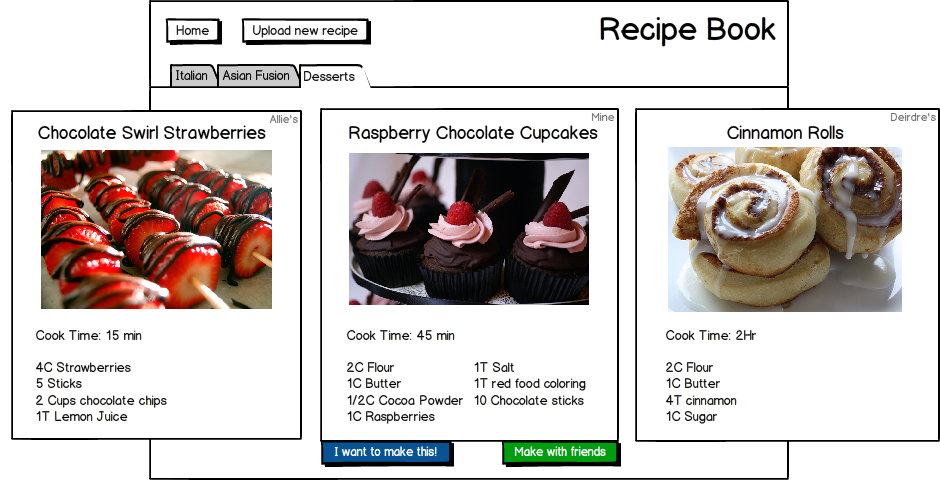 Home
Upload new recipe
Recipe Book
Italian
Asian Fusion
Desserts
Allie's
Chocolate Swirl Strawberries
Cook Time: 15 min
4C Strawberries
5 Sticks
2 Cups chocolate chips
1T Lemon Juice
Mine
Raspberry Chocolate Cupcakes
Cook Time: 45 min
2C Flour
1C Butter
1/2C Cocoa Powder
1C Raspberries
1T Salt
1T red food coloring
10 Chocolate sticks
I want to make this!
Make with friends
Deirdre's
Cinnamon Rolls
Cook Time: 2Hr
2C Flour
1C Butter
4T cinnamon
1C Sugar